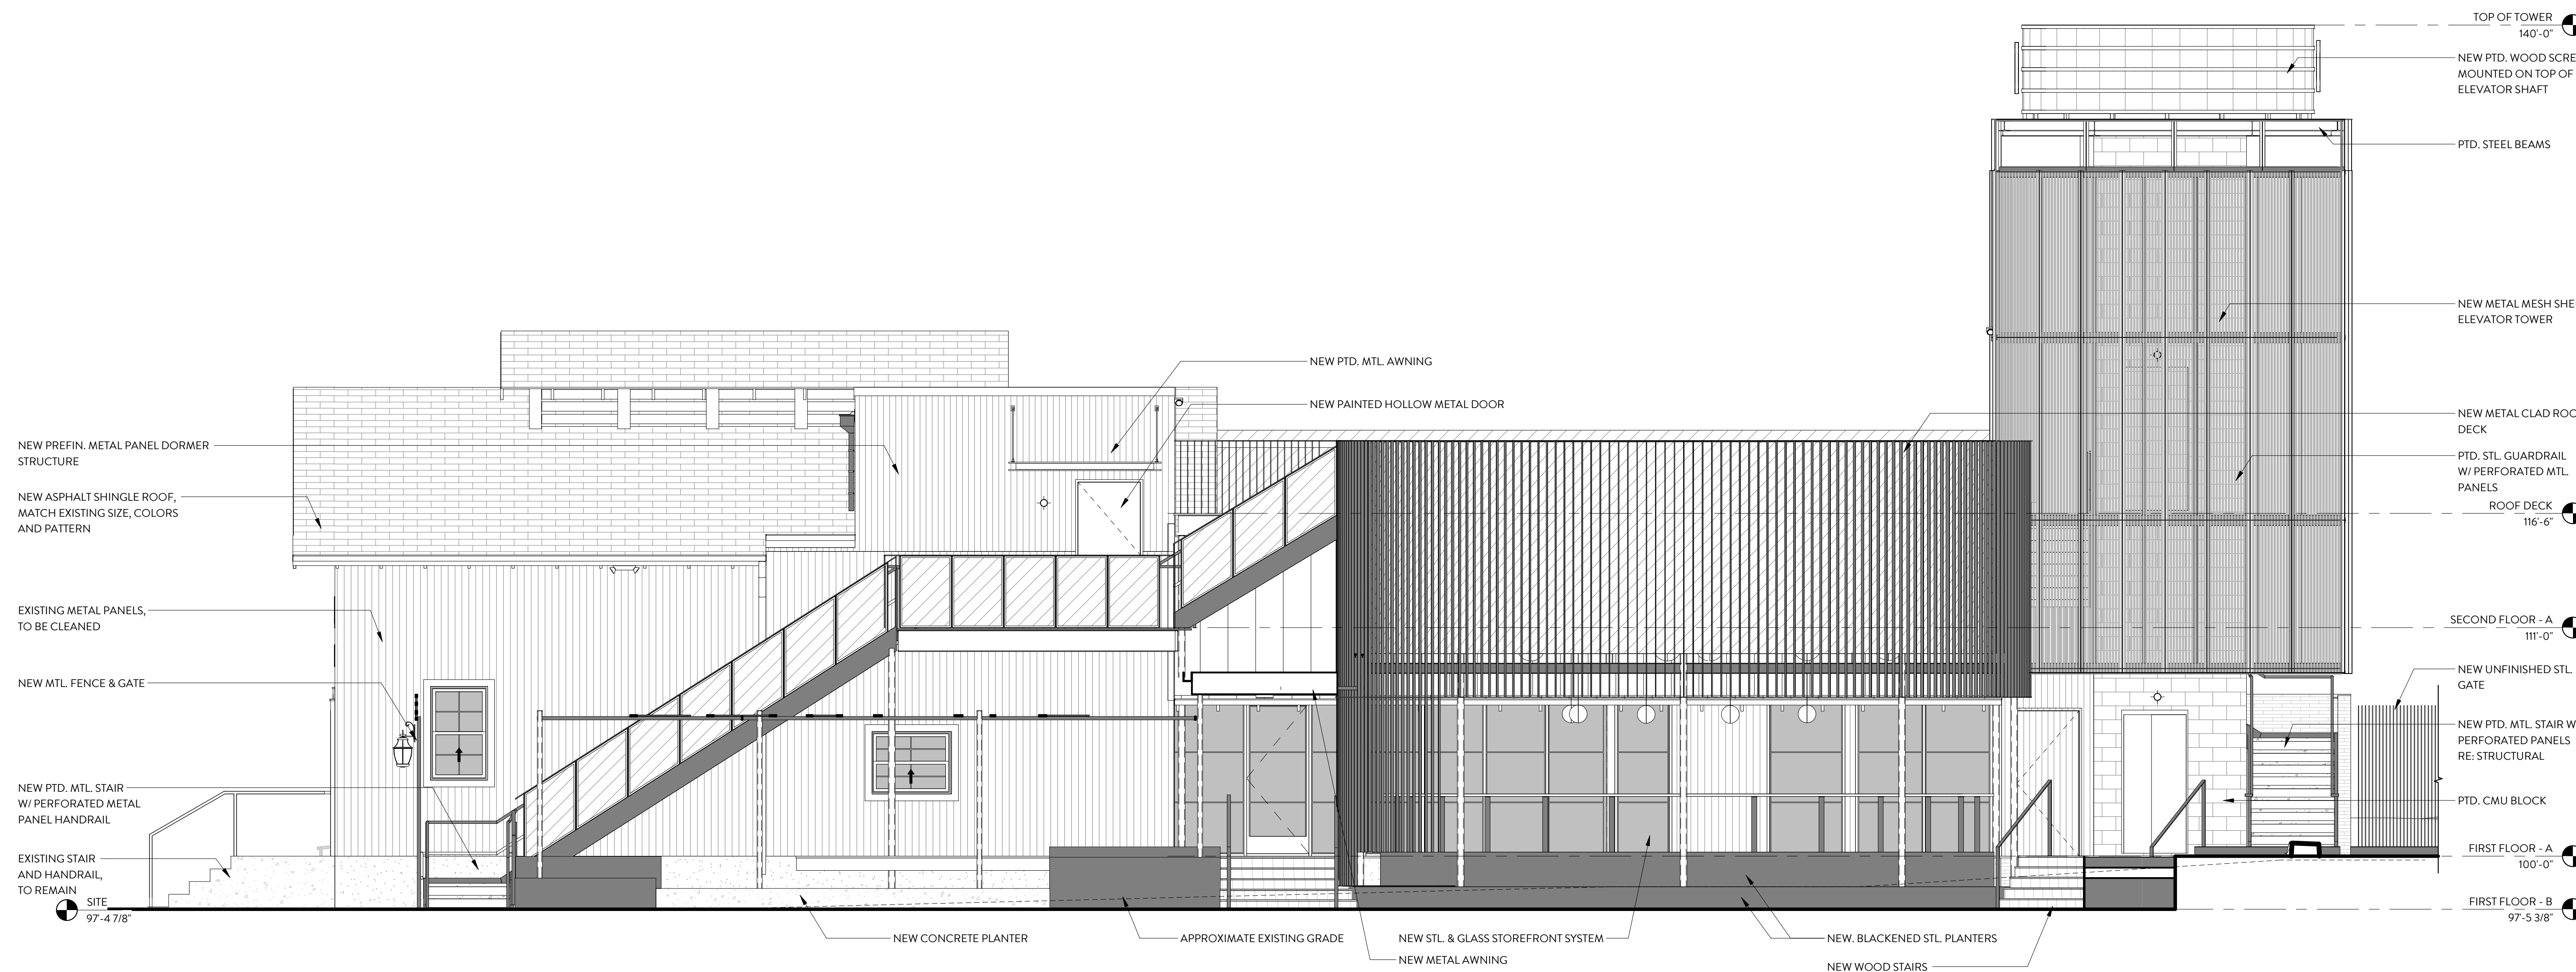 TOP OF TOWER
140'-0"
NEW PTD. WOOD
MOUNTED ON TOP OF
ELEVATOR SHAFT
PTD. STEEL BEAMS
NEW METAL MESH
ELEVATOR TOWER
NEW PTD. MTL. AWNING
NEW PAINTED HOLLOW METAL DOOR
NEW METAL CLAD
DECK
NEW PREFIN. METAL PANEL DORMER
STRUCTURE
PTD. STL. GUARDRAIL
W/ PERFORATED MTL.
PANELS
NEW ASPHALT SHINGLE ROOF,
MATCH EXISTING SIZE, COLORS
AND PATTERN
ROOF DECK
116'-6"
EXISTING METAL PANELS,
TO BE CLEANED
SECOND FLOOR - A
111'-0"
NEW MTL. FENCE & GATE
NEW UNFINISHED STL.
GATE
NEW PTD. MTL. STAIR
PERFORATED PANELS
RE: STRUCTURAL
NEW PTD. MTL. STAIR
W/ PERFORATED METAL
PANEL HANDRAIL
PTD. CMU BLOCK
EXISTING STAIR
AND HANDRAIL,
TO REMAIN
FIRST FLOOR - A
100'-0"
SITE
97'-4 7/8"
FIRST FLOOR - B
97'-5 3/8"
NEW CONCRETE PLANTER
APPROXIMATE EXISTING GRADE
NEW STL. & GLASS STOREFRONT SYSTEM
NEW. BLACKENED STL. PLANTERS
NEW METAL AWNING
NEW WOOD STAIRS